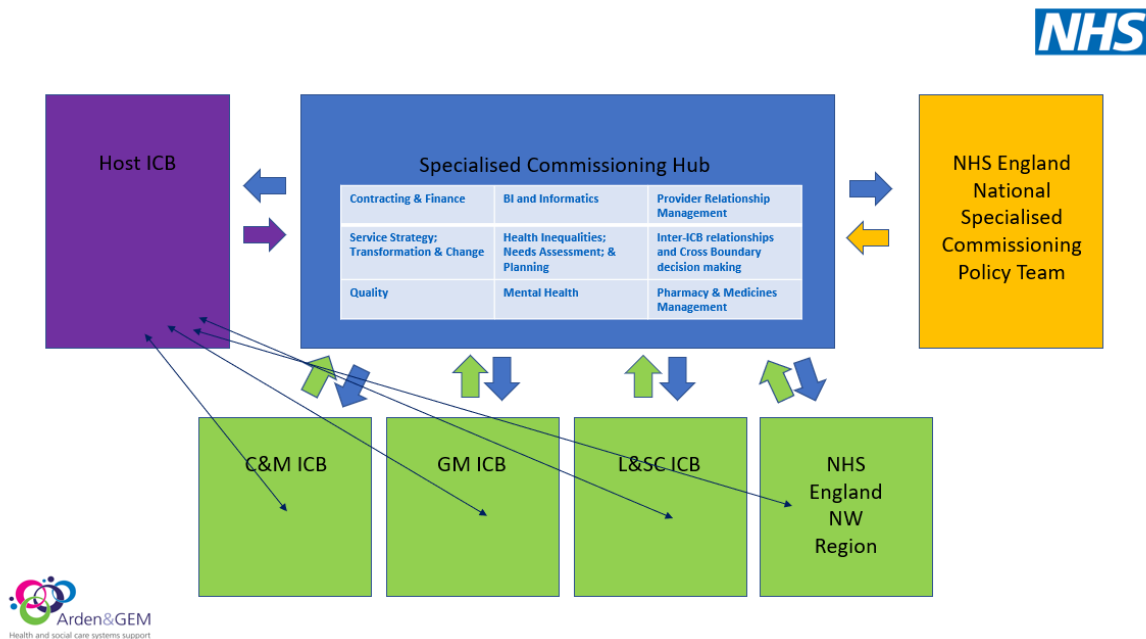 NHS
Host ICB
Specialised Commissioning Hub
Contracting & Finance
BI and Informatics
Provider Relationship
Management
Service Strategy;
Transformation & Change
Health Inequalities;
Needs Assessment; &
Planning
Inter-ICB relationships
and Cross Boundary
decision making
Quality
Mental Health
Pharmacy & Medicines
Management
NHS England
National
Specialised
Commissioning
Policy Team
C&M ICB
GM ICB
L&SC ICB
NHS
England
NW
Region
Arden&GEM
Health and social care systems support